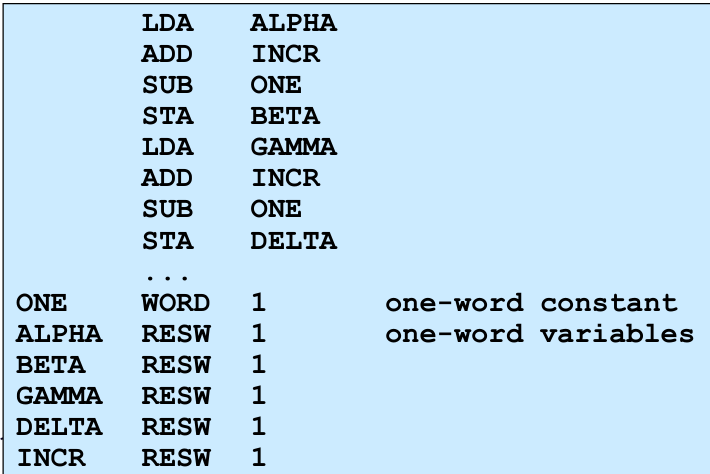 LDA ALPHA
ADD INCR
SUB ONE
STA BETA
LDA GAMMA
ADD INCR
SUB ONE
STA DELTA
...
ONE WORD 1 one-word constant
ALPHA RESW 1 one-word variables
BETA RESW 1
GAMMA RESW 1
DELTA RESW 1
INCR RESW 1